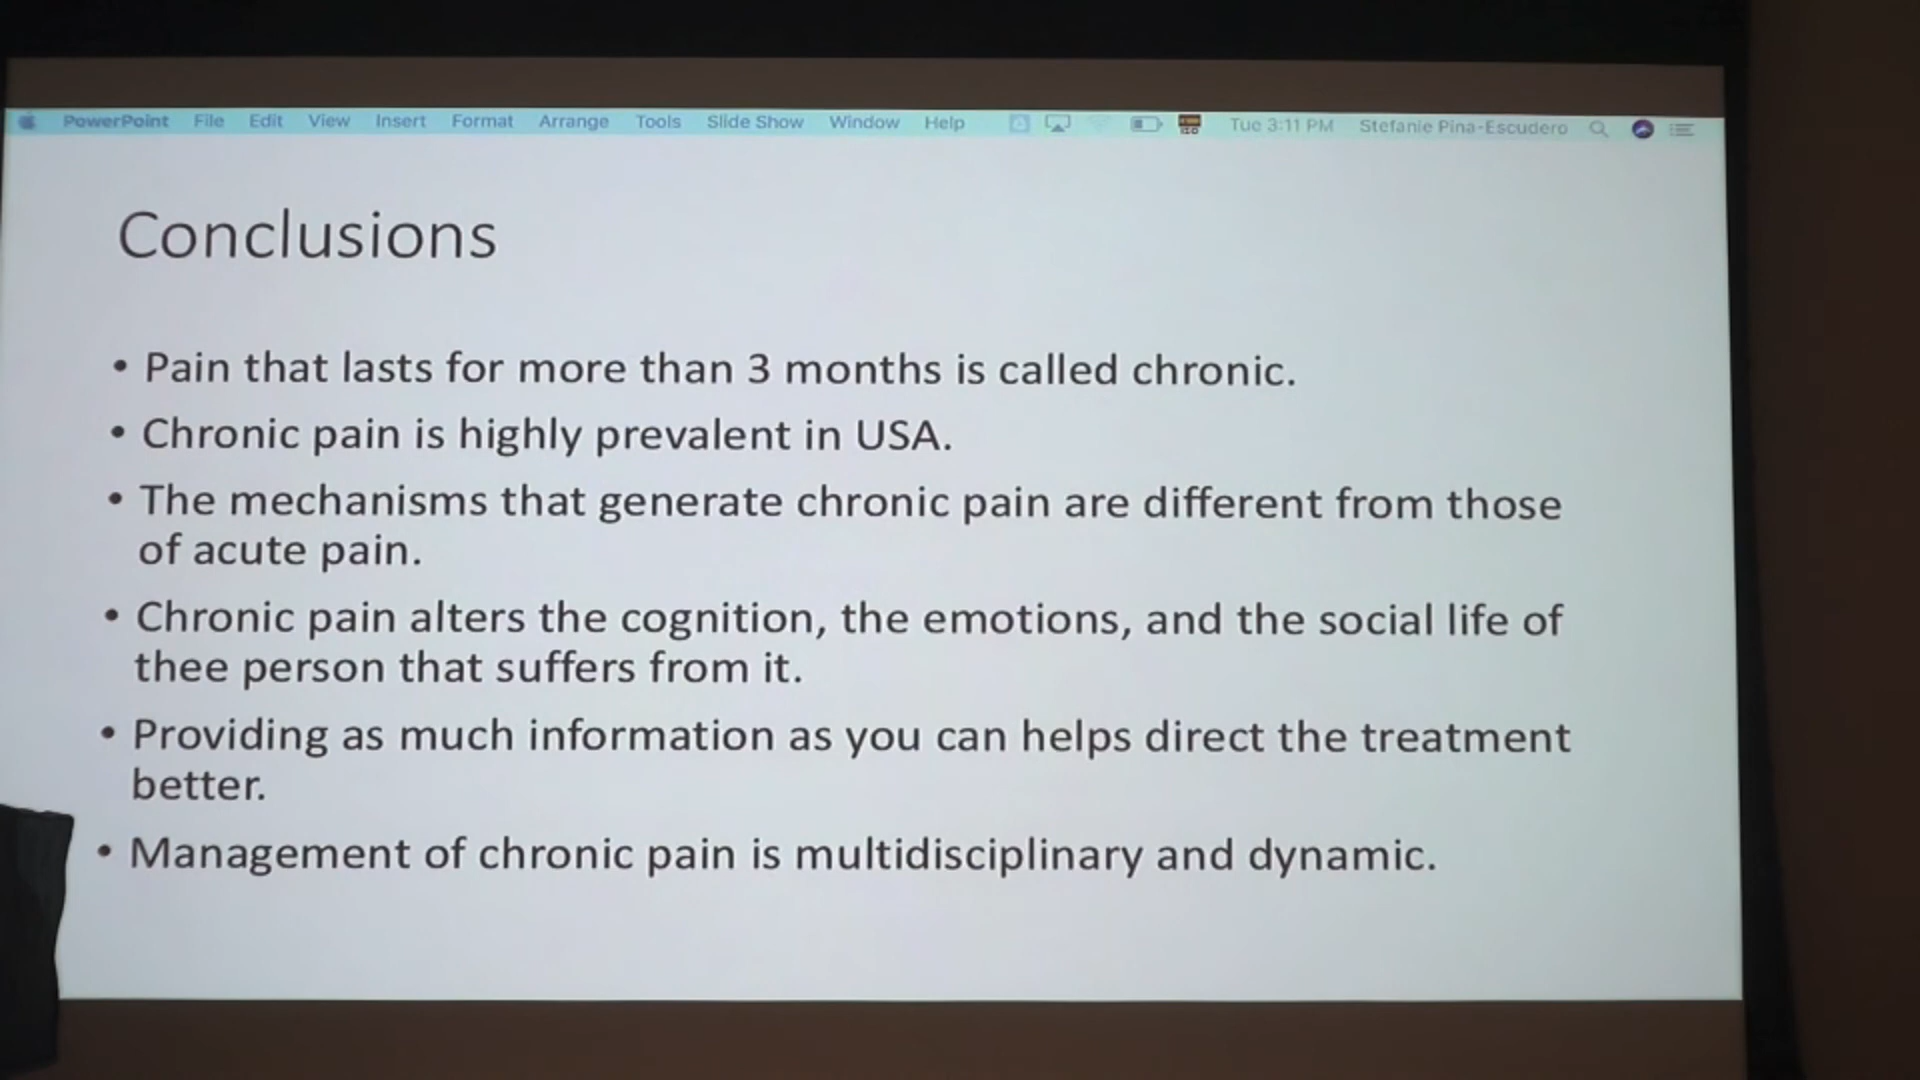 PowerPoint File Edit View Insert Format Arrange Tools Slide Show Window Help Tue 3:11 PM Stefanie Pina-Escudero
Conclusions
• Pain that lasts for more than 3 months is called chronic.
• Chronic pain is highly prevalent in USA.
• The mechanisms that generate chronic pain are different from those
of acute pain.
• Chronic pain alters the cognition, the emotions, and the social life of
thee person that suffers from it.
• Providing as much information as you can helps direct the treatment
better.
• Management of chronic pain is multidisciplinary and dynamic.